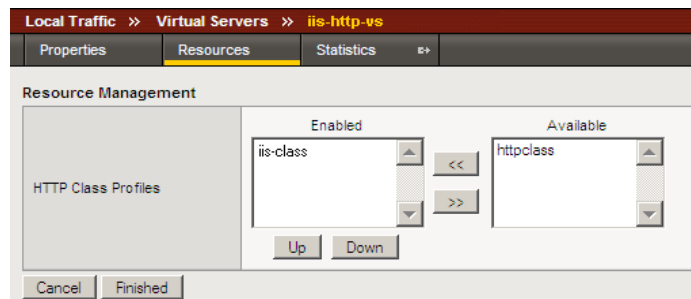 Local Traffic » Virtual Servers » iis-http-vs
Properties Resources Statistics
Resource Management
Enabled Available
iis-class httpclass
<<
HTTP Class Profiles
>>
Up Down
Cancel Finished